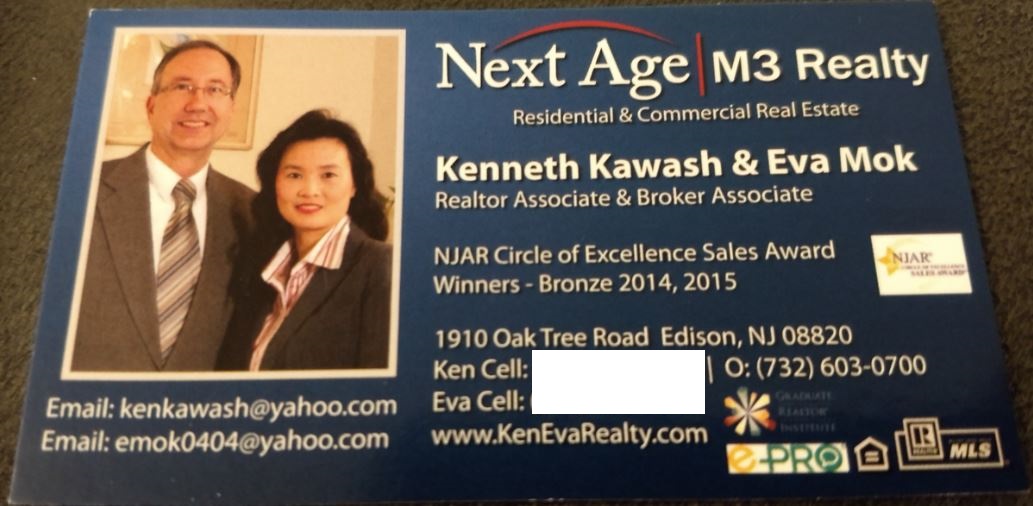 Next Age | M3 Realty
Residential & Commercial Real Estate
Kenneth Kawash & Eva Mok
Realtor Associate & Broker Associate
NJAR Circle of Excellence Sales Award
Winners - Bronze 2014, 2015
NJAR
CIRCLE OF EXCELLENCE
SALES AWARD
1910 Oak Tree Road Edison, NJ 08820
Ken Cell: | O: (732) 603-0700
Eva Cell:
www.KenEvaRealty.com
Email: kenkawash@yahoo.com
Email: emok0404@yahoo.com
GRADUATE
REALTOR
INSTITUTE
e-PRO
R
REALTOR
MLS